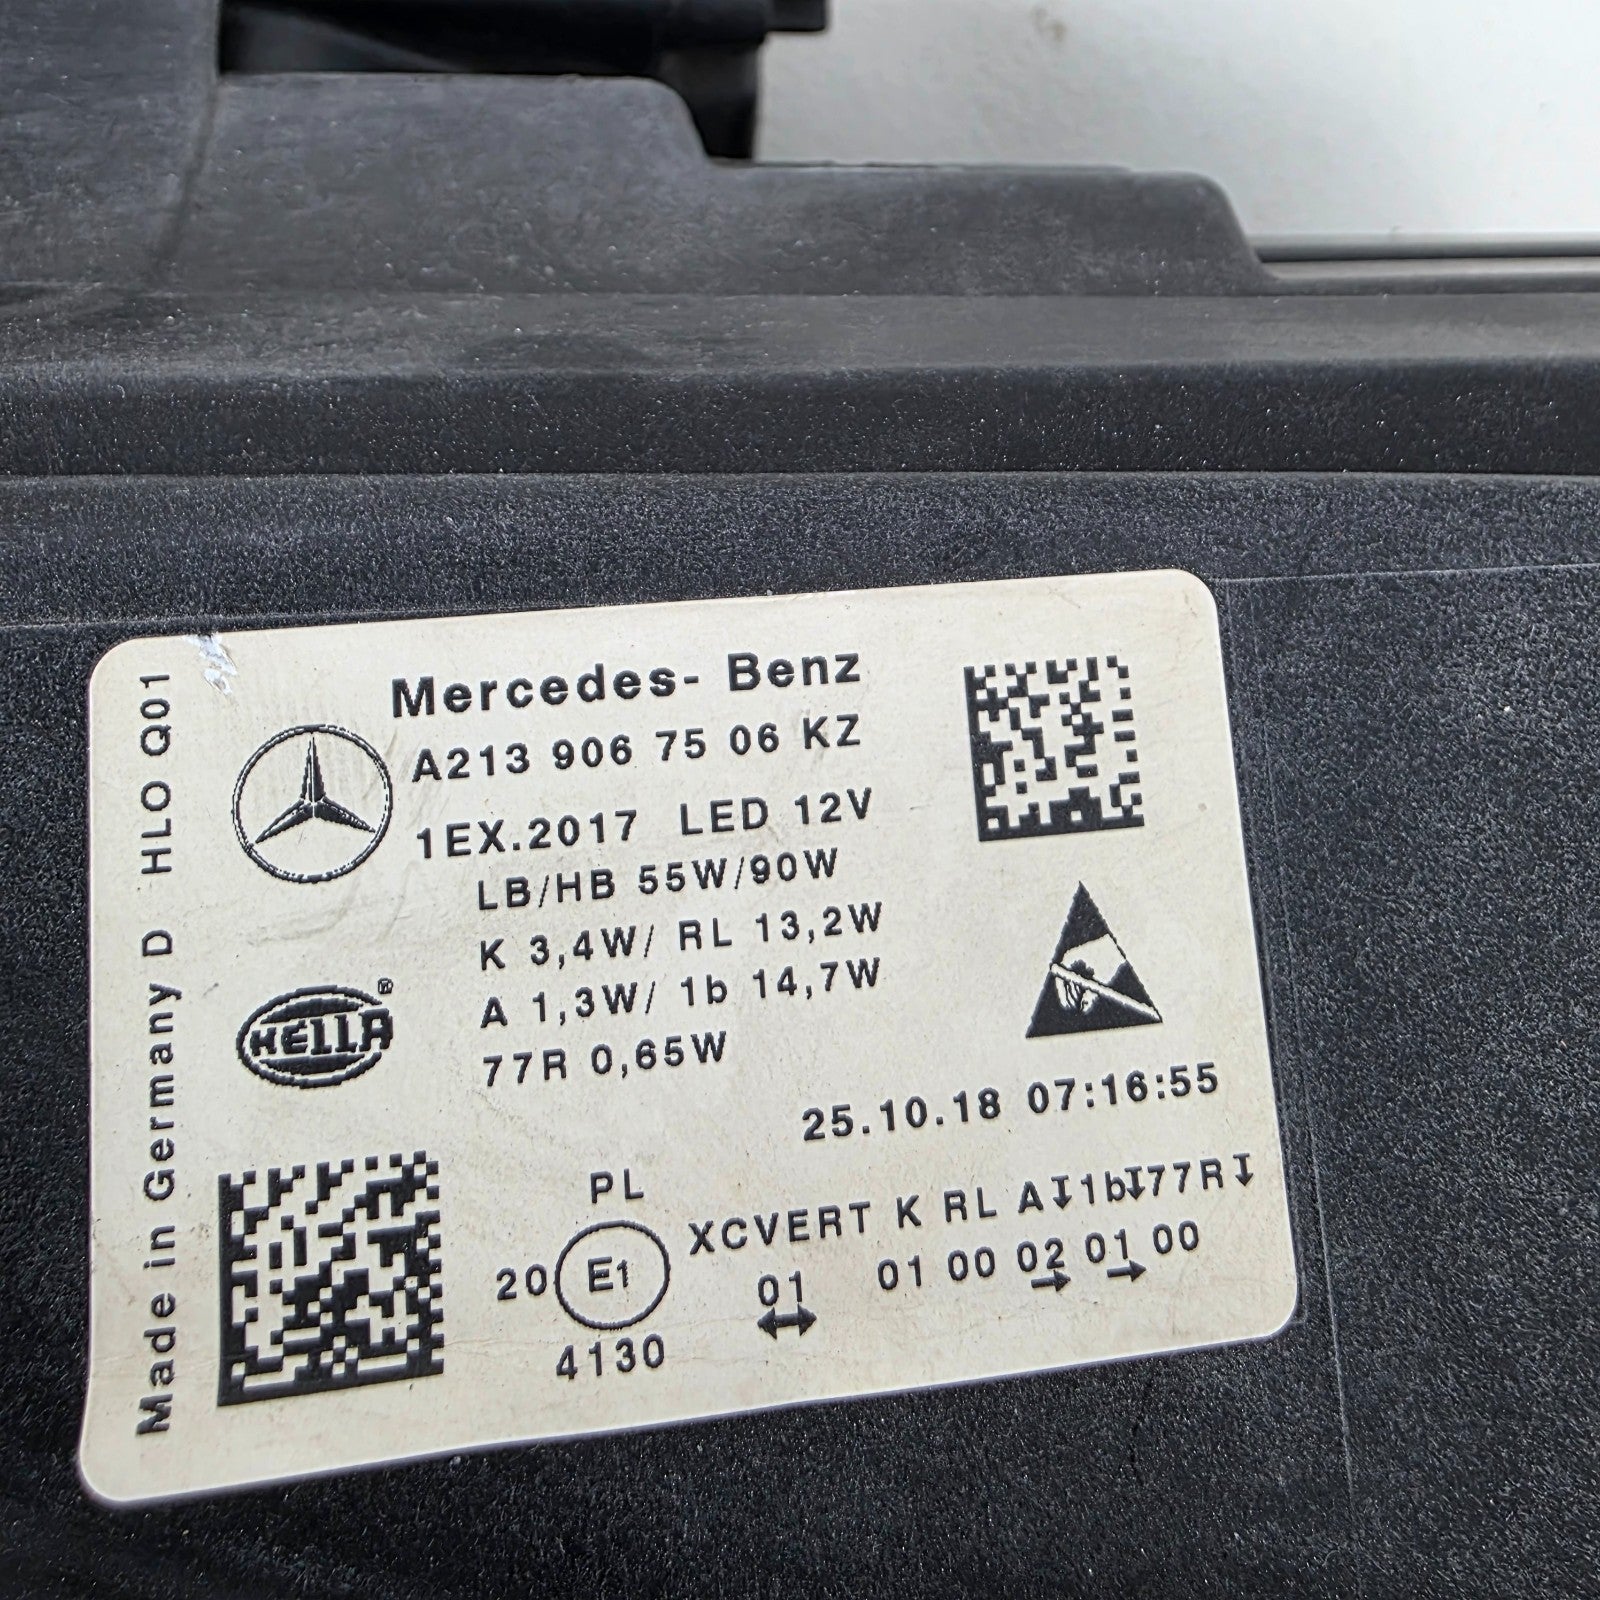 Mercedes- Benz
A213 906 75 06 KZ
1EX.2017 LED 12V
LB/HB 55W/90W
K 3,4W/ RL 13,2W
A 1,3W/ 1b 14,7W
77R 0,65W
HELLA®
25.10.18 07:16:55
PL
XCVERT K RL A↧1b↧77R↧
20 E1 01 01 00 02 01 00
4130
Made in Germany D HLO Q01